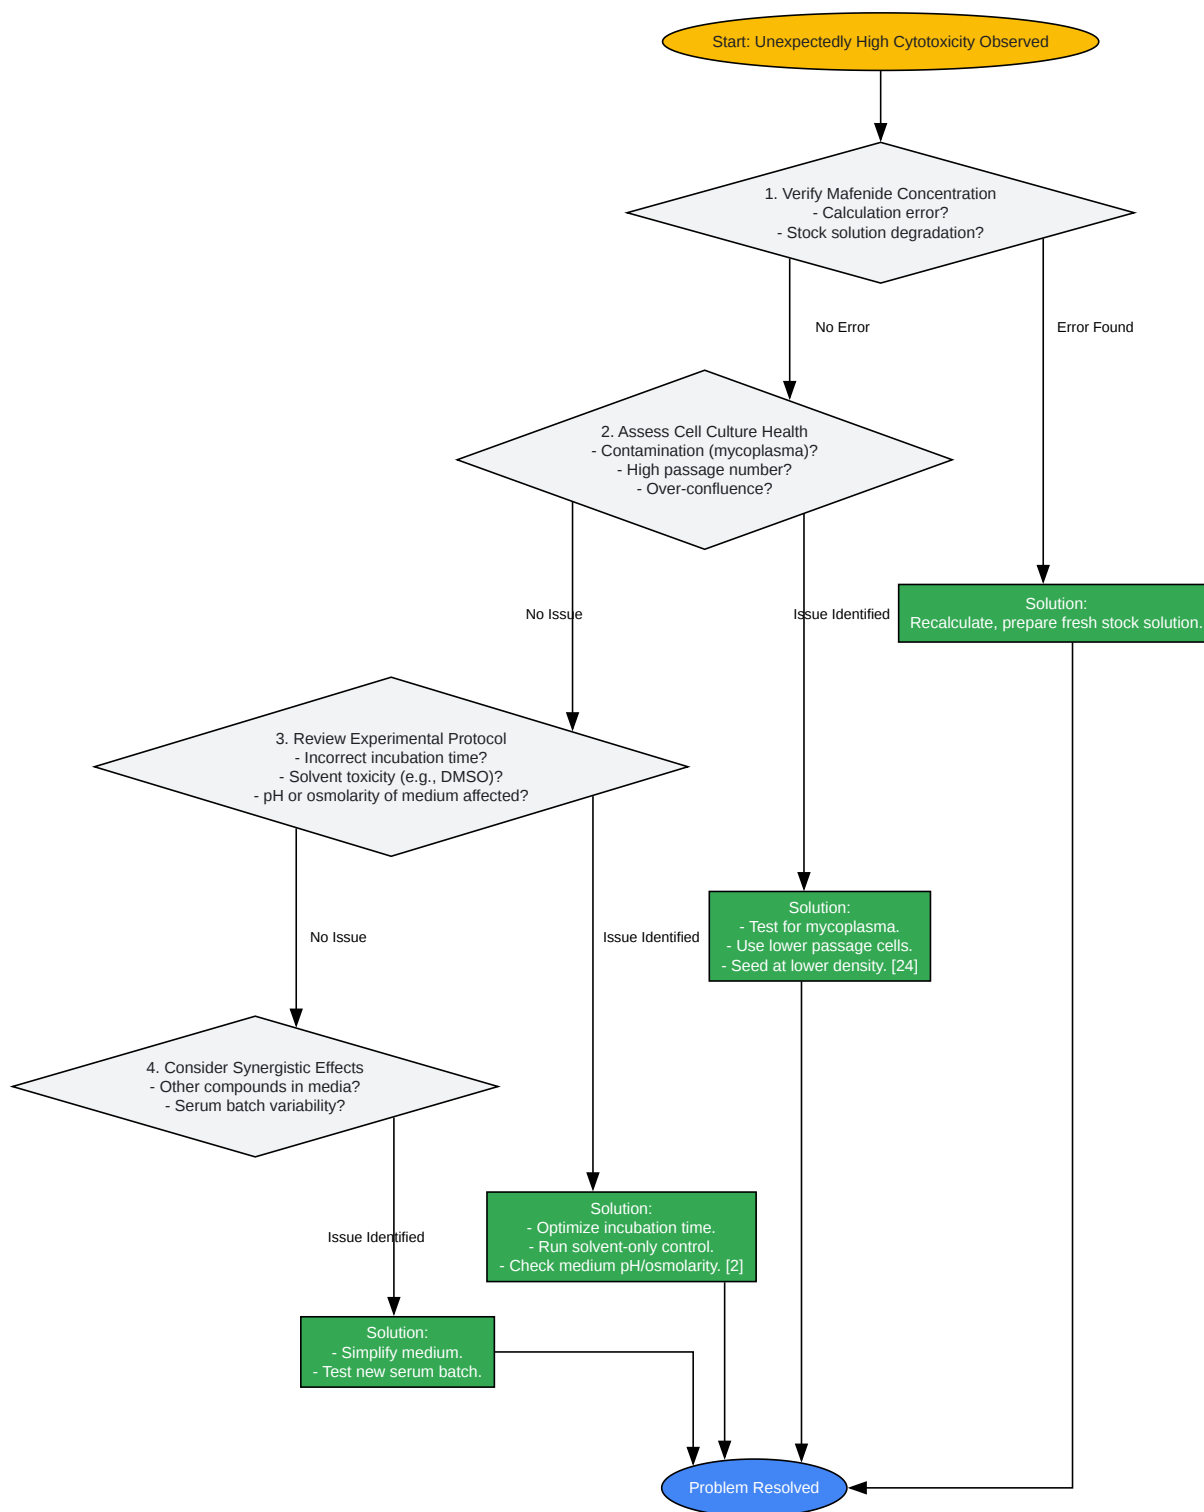 Start: Unexpectedly High Cytotoxicity Observed
1. Verify Mafenide Concentration
- Calculation error?
- Stock solution degradation?
No Error
Error Found
2. Assess Cell Culture Health
- Contamination (mycoplasma)?
- High passage number?
- Over-confluence?
No Issue
Issue Identified
Solution:
Recalculate, prepare fresh stock solution.
3. Review Experimental Protocol
- Incorrect incubation time?
- Solvent toxicity (e.g., DMSO)?
- pH or osmolarity of medium affected?
No Issue
Issue Identified
Solution:
- Test for mycoplasma.
- Use lower passage cells.
- Seed at lower density. [24]
4. Consider Synergistic Effects
- Other compounds in media?
- Serum batch variability?
Issue Identified
Solution:
- Optimize incubation time.
- Run solvent-only control.
- Check medium pH/osmolarity. [2]
Solution:
- Simplify medium.
- Test new serum batch.
Problem Resolved